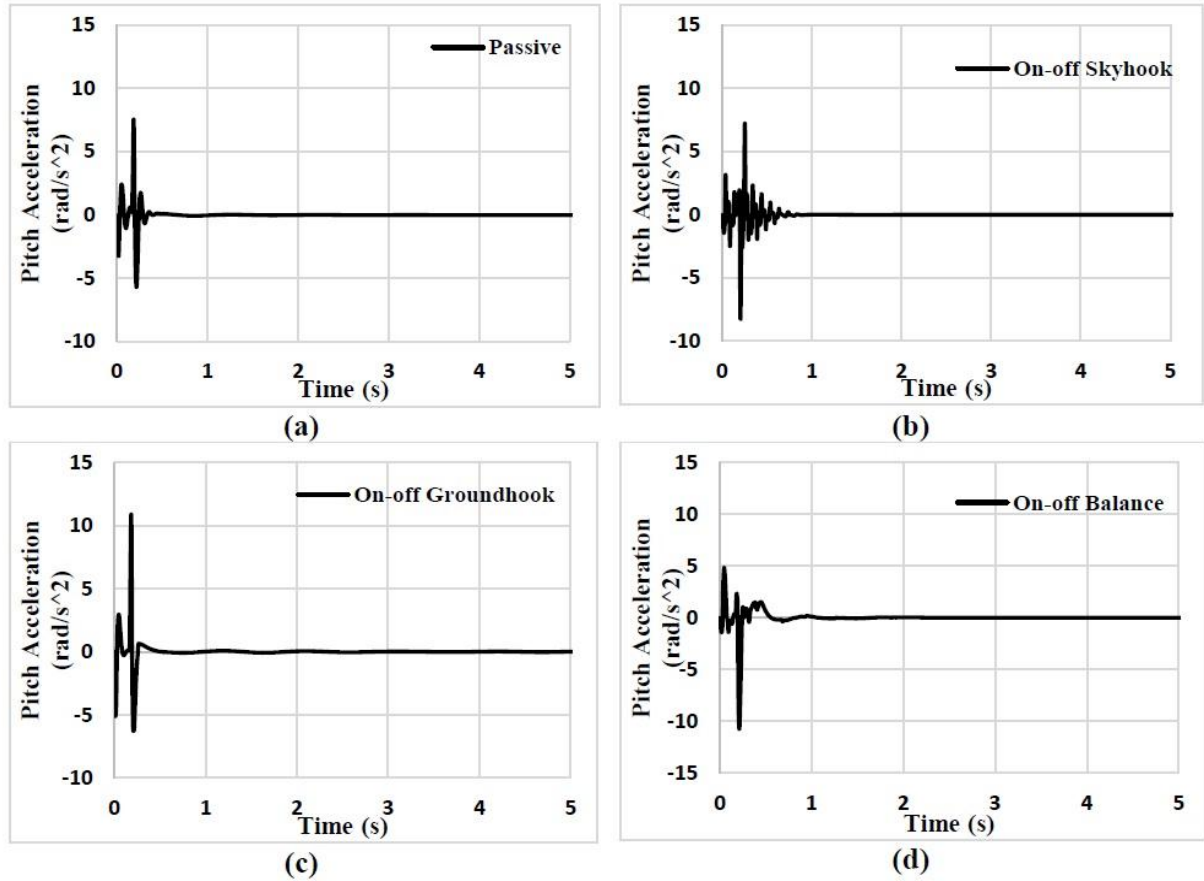 15
10
5
0
-5
-10
Pitch Acceleration
(rad/s^2)
Passive
0 1 2 3 4 5
Time (s)
(a)
15
10
5
0
-5
-10
Pitch Acceleration
(rad/s^2)
On-off Skyhook
0 1 2 3 4 5
Time (s)
(b)
15
10
5
0
-5
-10
Pitch Acceleration
(rad/s^2)
On-off Groundhook
0 1 2 3 4 5
Time (s)
(c)
15
10
5
0
-5
-10
-15
Pitch Acceleration
(rad/s^2)
On-off Balance
0 1 2 3 4 5
Time (s)
(d)